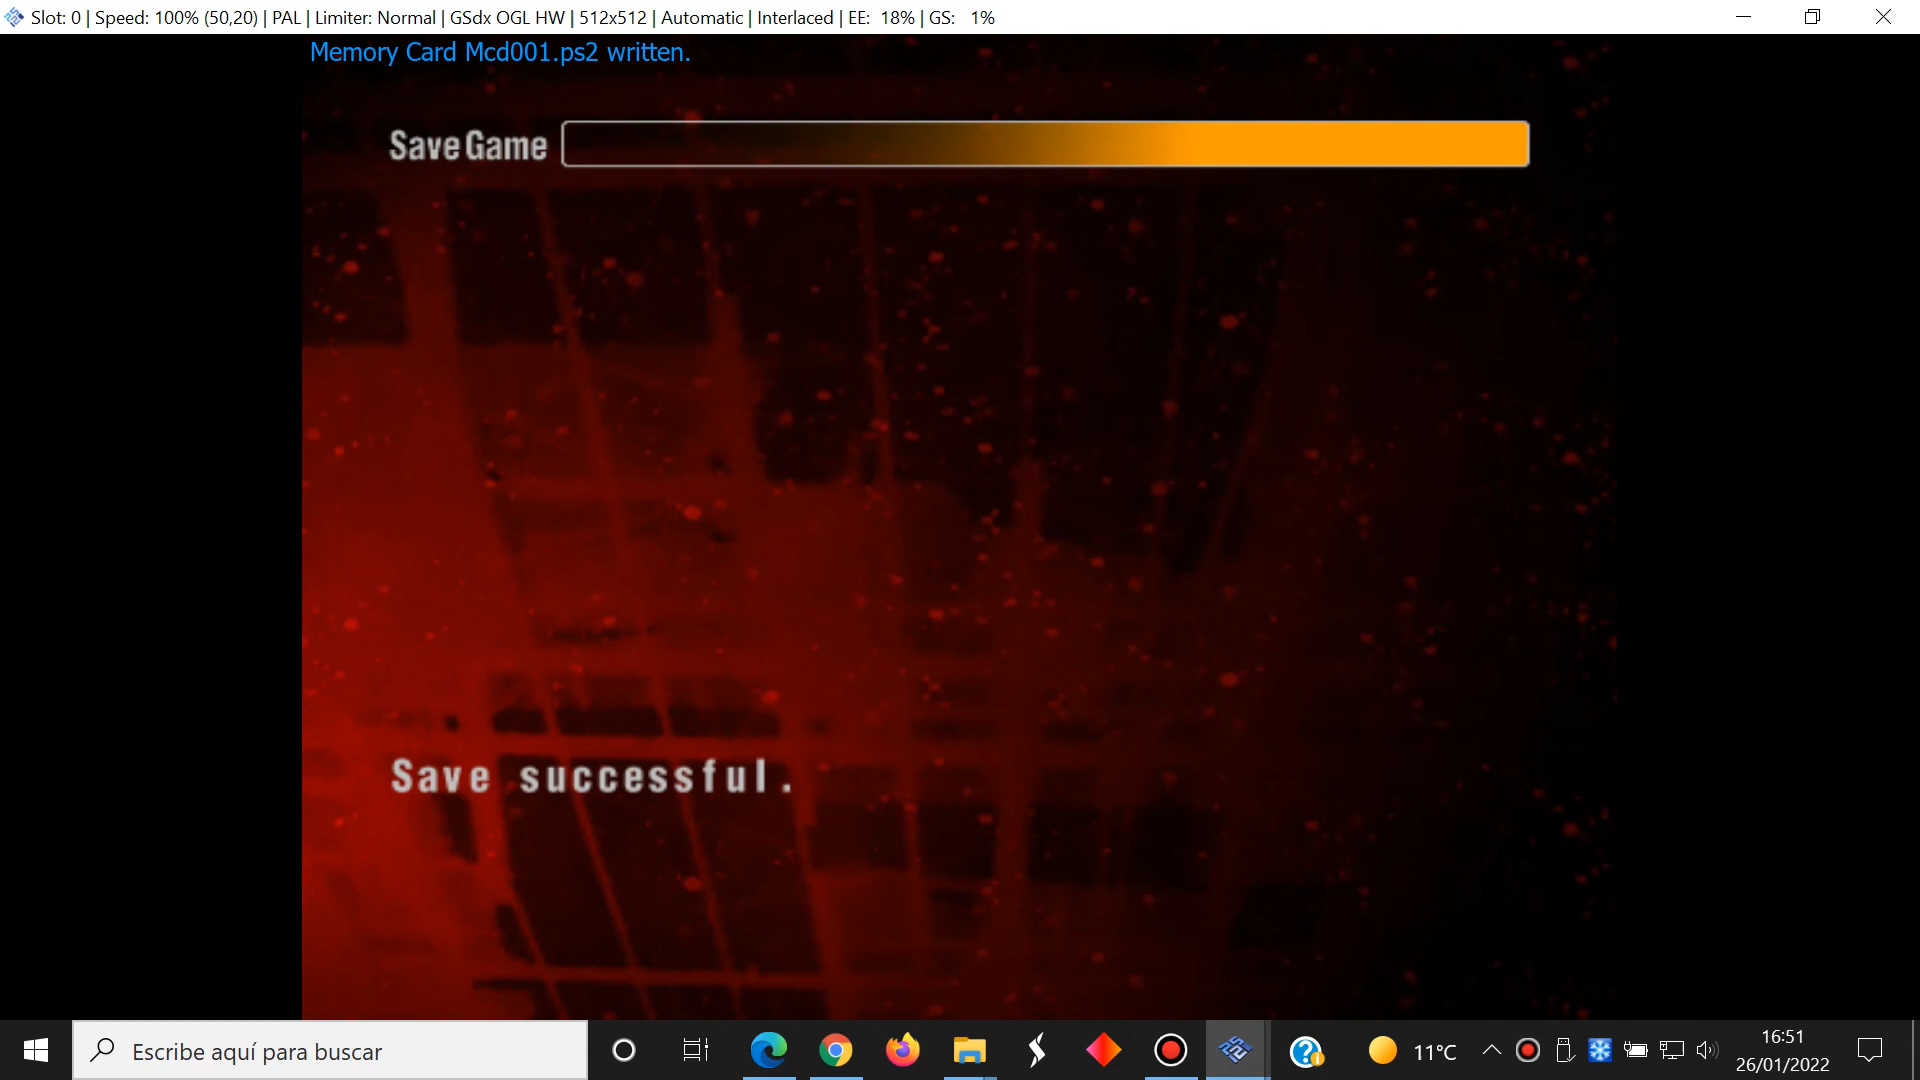 Slot: 0 | Speed: 100% (50,20) | PAL | Limiter: Normal | GSdx OGL HW | 512x512 | Automatic | Interlaced | EE: 18% | GS: 1%
Memory Card Mcd001.ps2 written.
Save Game
Save successful.
Escribe aquí para buscar
11°C
16:51
26/01/2022